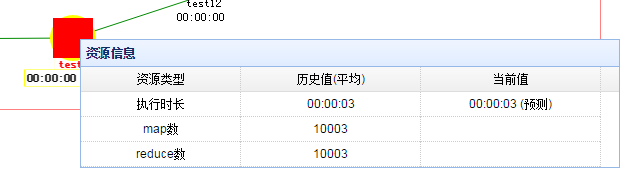 test12
00:00:00
test
00:00:00
资源信息
资源类型 历史值(平均) 当前值
执行时长 00:00:03 00:00:03 (预测)
map数 10003
reduce数 10003